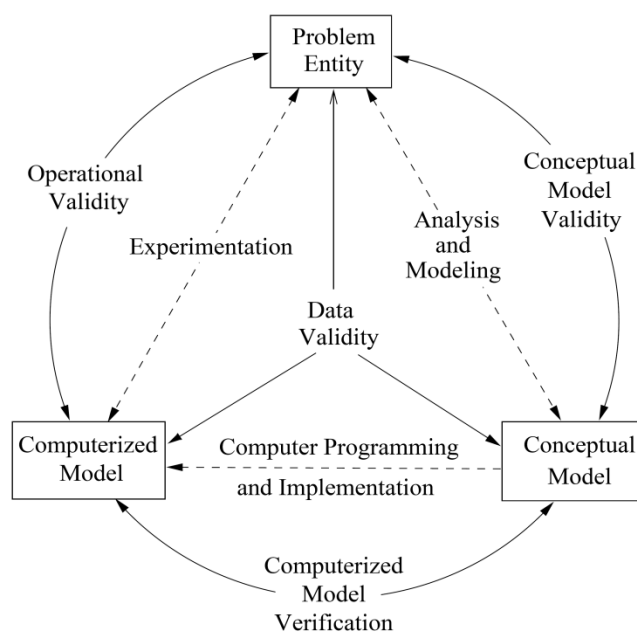 Problem
Entity
Operational
Validity
Conceptual
Model
Validity
Experimentation
Analysis
and
Modeling
Data
Validity
Computerized
Model
Computer Programming
and Implementation
Conceptual
Model
Computerized
Model
Verification